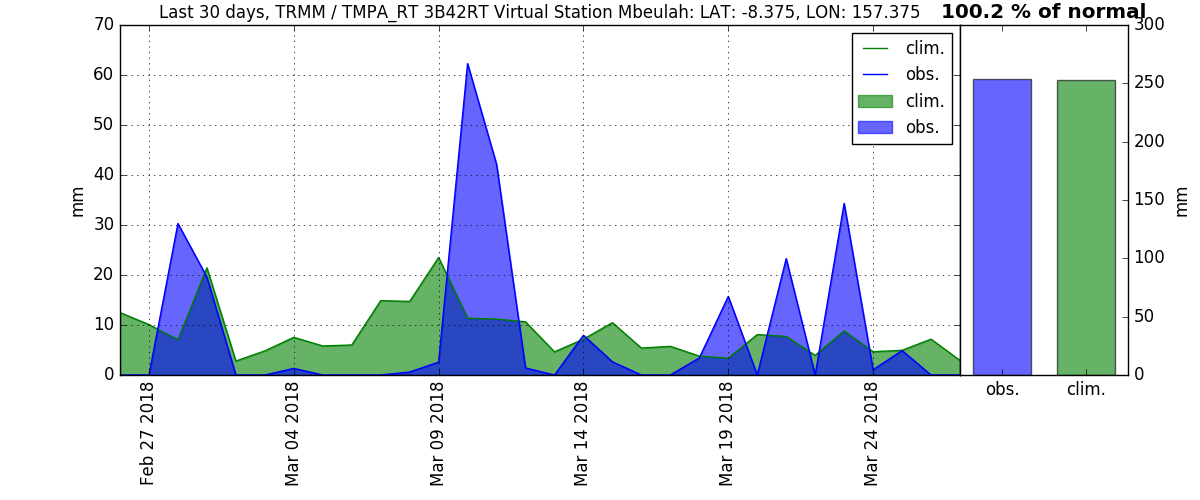 Last 30 days, TRMM / TMPA_RT 3B42RT Virtual Station Mbeulah: LAT: -8.375, LON: 157.375
100.2 % of normal
70
60
50
40
30
20
10
0
mm
clim.
obs.
clim.
obs.
300
250
200
150
100
50
0
mm
Feb 27 2018
Mar 04 2018
Mar 09 2018
Mar 14 2018
Mar 19 2018
Mar 24 2018
obs.
clim.